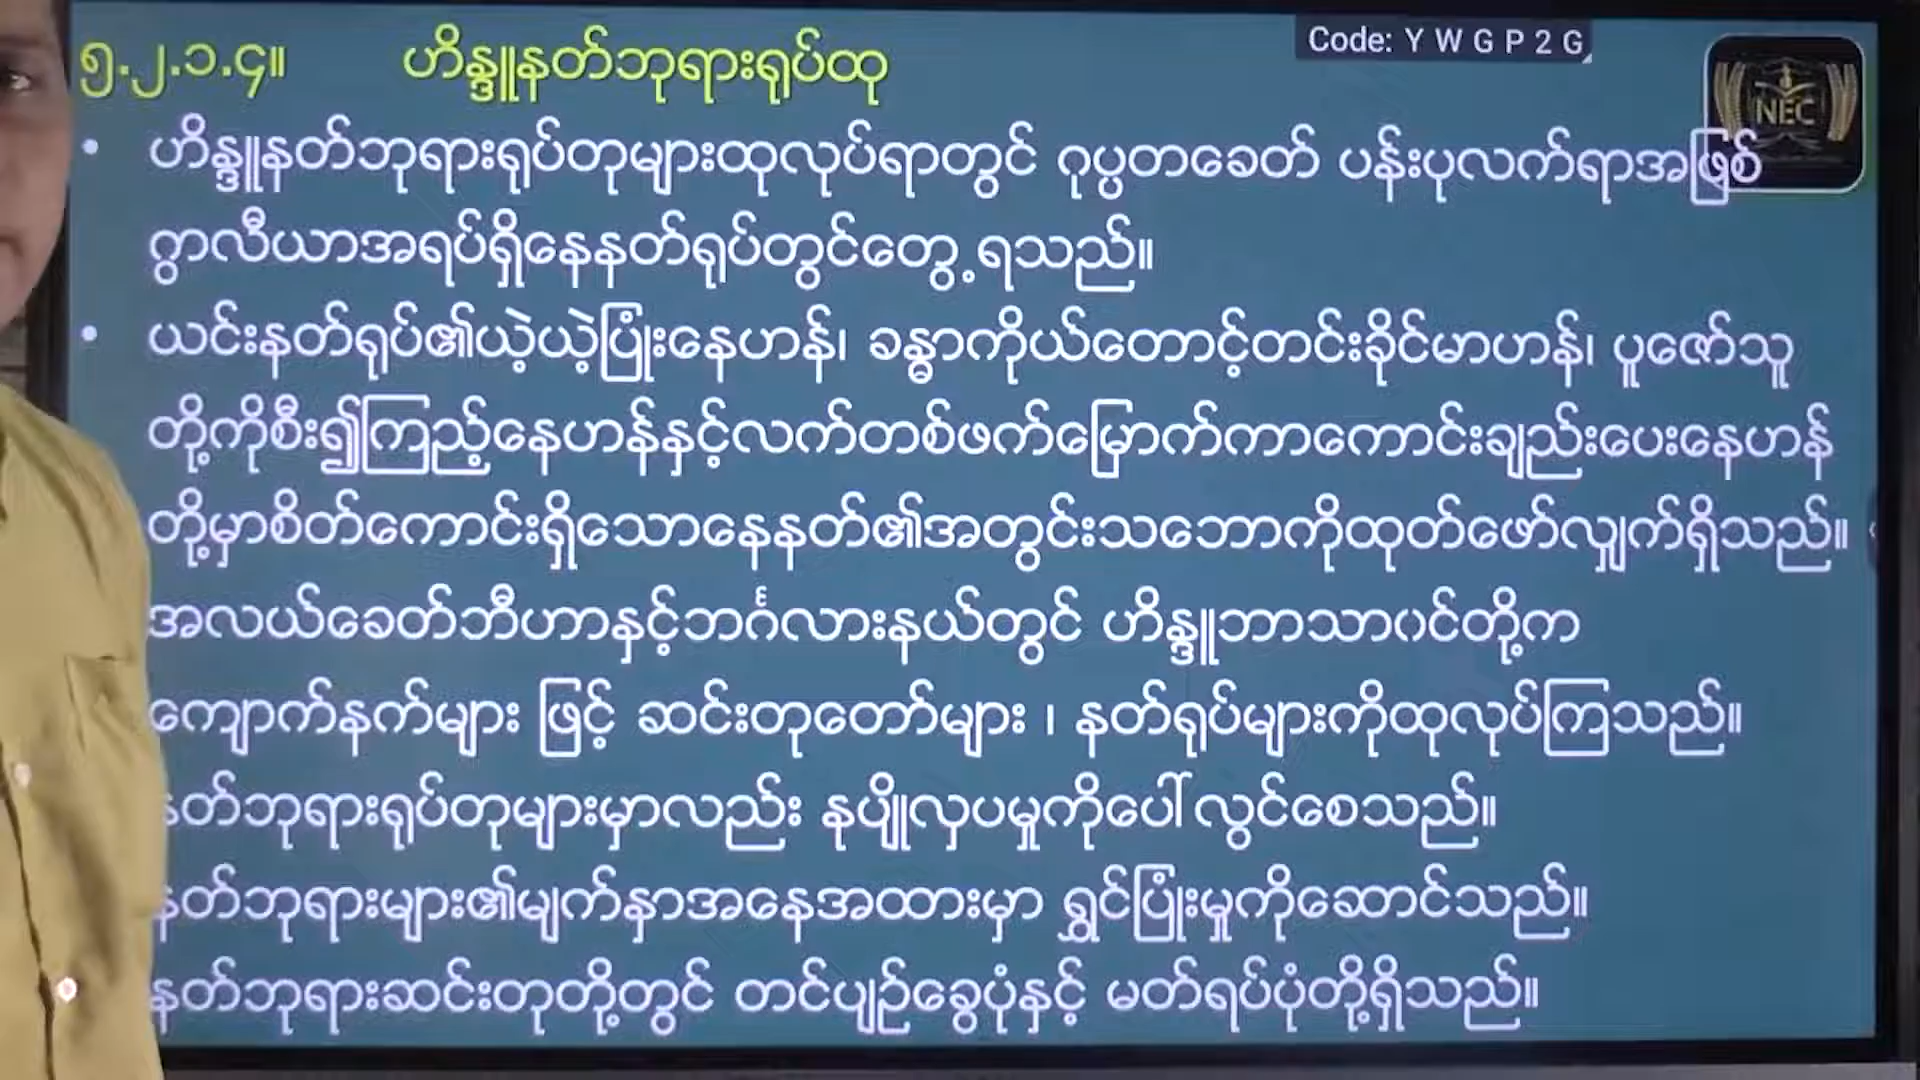 Code: Y W G P 2 G
၅.၂.၁.၄။ ဟိန္ဒူနတ်ဘုရားရုပ်ထု
NEC
• ဟိန္ဒူနတ်ဘုရားရုပ်တုများထုလုပ်ရာတွင် ဂုပ္ပတခေတ် ပန်းပုလက်ရာအဖြစ်
ဂွာလီယာအရပ်ရှိနေနတ်ရုပ်တွင်တွေ့ရသည်။
• ယင်းနတ်ရုပ်၏ယဲ့ယဲ့ပြုံးနေဟန်၊ ခန္ဓာကိုယ်တောင့်တင်းခိုင်မာဟန်၊ ပူဇော်သူ
တို့ကိုစီး၍ကြည့်နေဟန်နှင့်လက်တစ်ဖက်မြှောက်ကာကောင်းချည်းပေးနေဟန်
တို့မှာစိတ်ကောင်းရှိသောနေနတ်၏အတွင်းသဘောကိုထုတ်ဖော်လျှက်ရှိသည်။
အလယ်ခေတ်ဘီဟာနှင့်ဘင်္ဂလားနယ်တွင် ဟိန္ဒူဘာသာဝင်တို့က
ကျောက်နက်များ ဖြင့် ဆင်းတုတော်များ ၊ နတ်ရုပ်များကိုထုလုပ်ကြသည်။
နတ်ဘုရားရုပ်တုများမှာလည်း နုပျိုလှပမှုကိုပေါ် လွင်စေသည်။
နတ်ဘုရားများ၏မျက်နှာအနေအထားမှာ ရွှင်ပြုံးမှုကိုဆောင်သည်။
နတ်ဘုရားဆင်းတုတို့တွင် တင်ပျဉ်ခွေပုံနှင့် မတ်ရပ်ပုံတို့ရှိသည်။